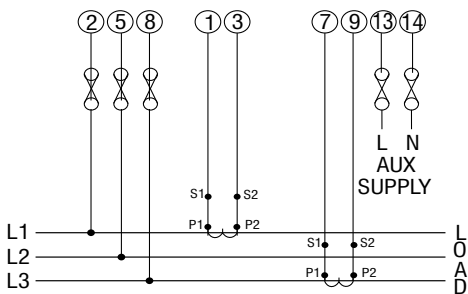 2 5 8 1 3 7 9 13 14
L N
AUX
SUPPLY
S1 S2
P1 P2
L1 L
S1 S2
L2 O
P1 P2 A
L3 D